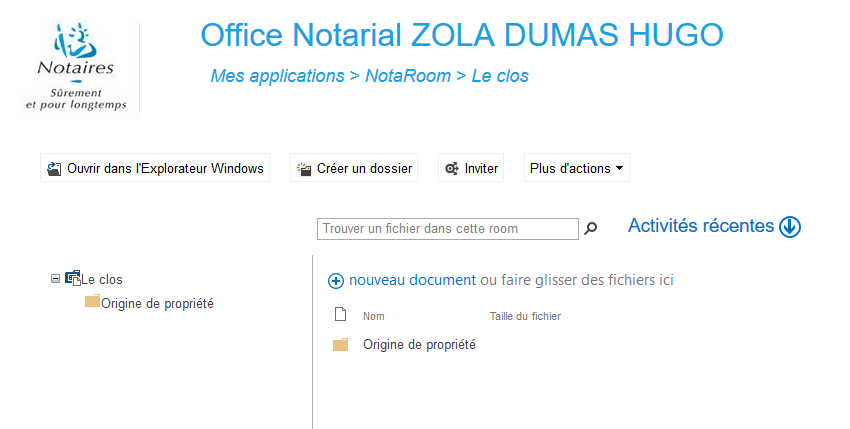 Office Notarial ZOLA DUMAS HUGO
Notaires
Sûrement
et pour longtemps
Mes applications > NotaRoom > Le clos
Ouvrir dans l'Explorateur Windows
Créer un dossier
Inviter
Plus d'actions
Trouver un fichier dans cette room
Activités récentes
Le clos
Origine de propriété
nouveau document ou faire glisser des fichiers ici
Nom
Taille du fichier
Origine de propriété